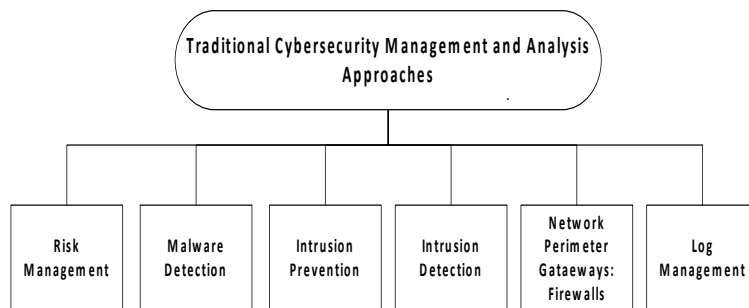 Traditional Cybersecurity Management and Analysis
Approaches
Risk
Management
Malware
Detection
Intrusion
Prevention
Intrusion
Detection
Network
Perimeter
Gataeways:
Firewalls
Log
Management